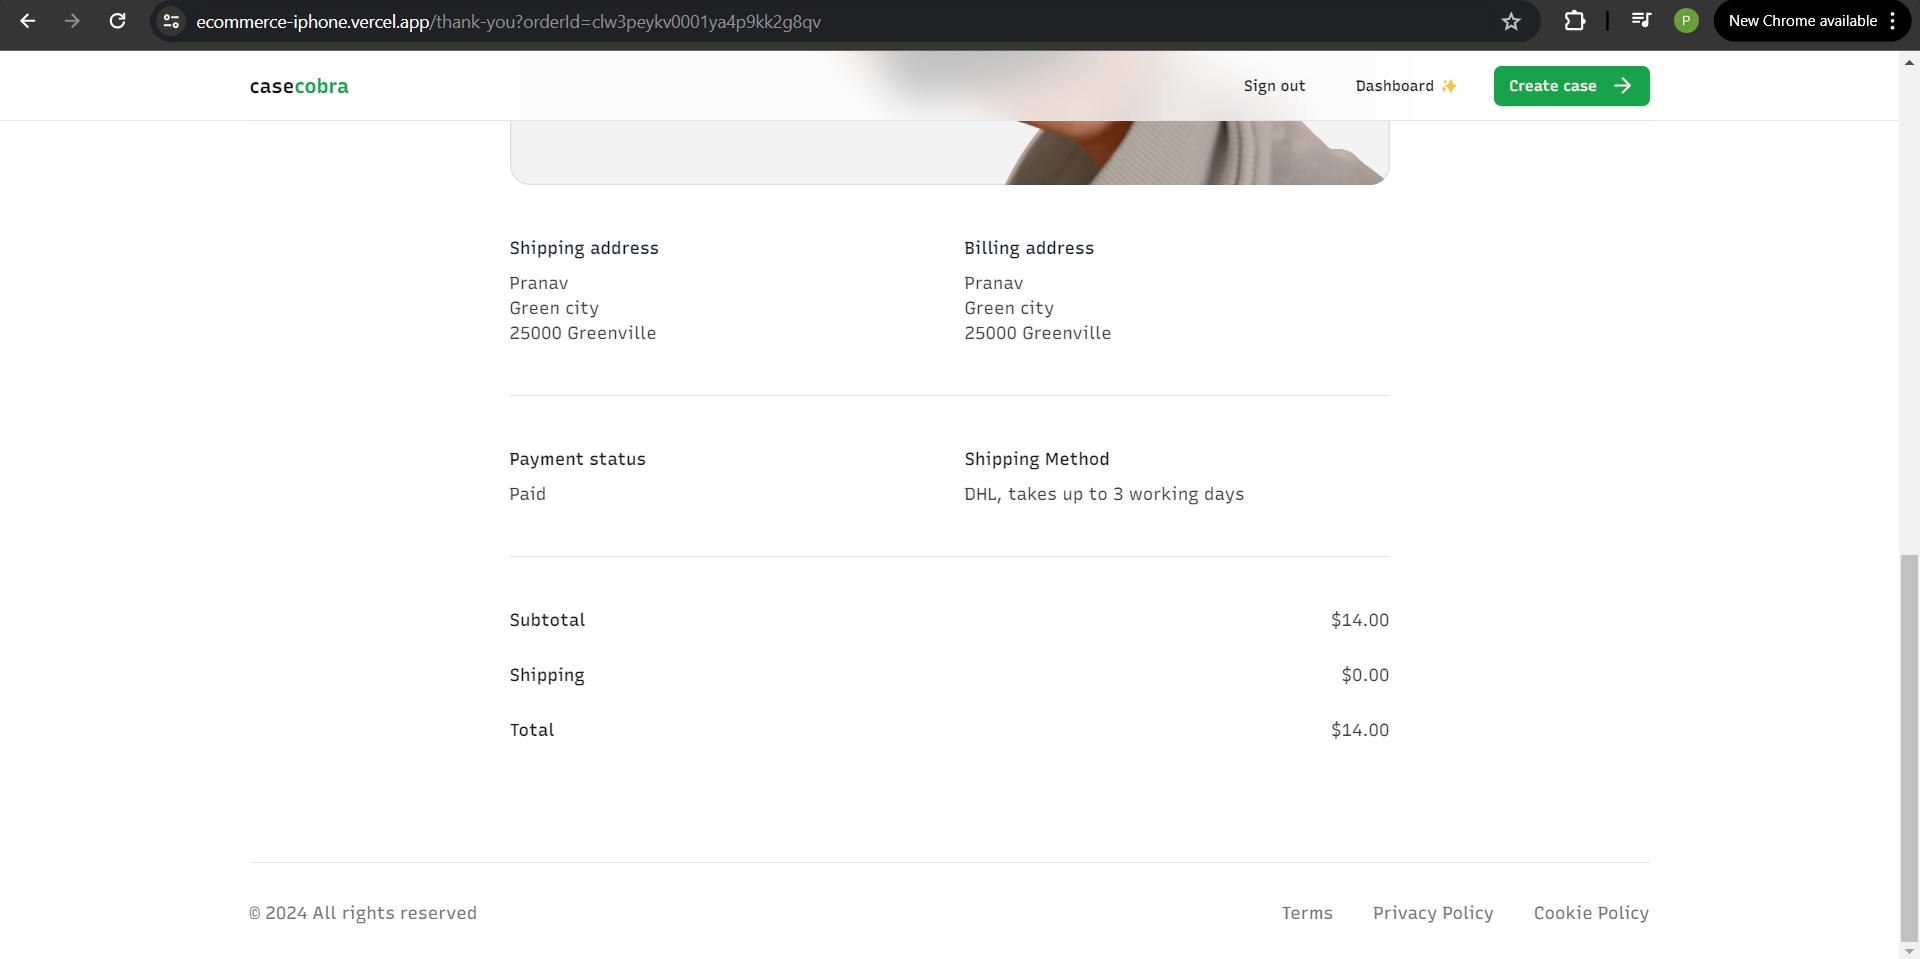 ecommerce-iphone.vercel.app/thank-you?orderId=clw3peykv0001ya4p9kk2g8qv
P
New Chrome available
casecobra
Sign out
Dashboard ✨
Create case →
Shipping address
Pranav
Green city
25000 Greenville
Billing address
Pranav
Green city
25000 Greenville
Payment status
Paid
Shipping Method
DHL, takes up to 3 working days
Subtotal $14.00
Shipping $0.00
Total $14.00
© 2024 All rights reserved
Terms
Privacy Policy
Cookie Policy